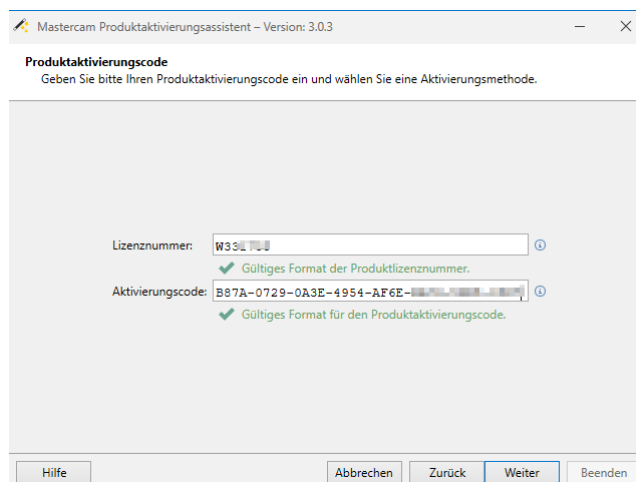 Mastercam Produktaktivierungsassistent – Version: 3.0.3
Produktaktivierungscode
Geben Sie bitte Ihren Produktaktivierungscode ein und wählen Sie eine Aktivierungsmethode.
Lizenznummer: W33
Gültiges Format der Produktlizenznummer.
Aktivierungscode: B87A-0729-0A3E-4954-AF6E-
Gültiges Format für den Produktaktivierungscode.
Hilfe Abbrechen Zurück Weiter Beenden